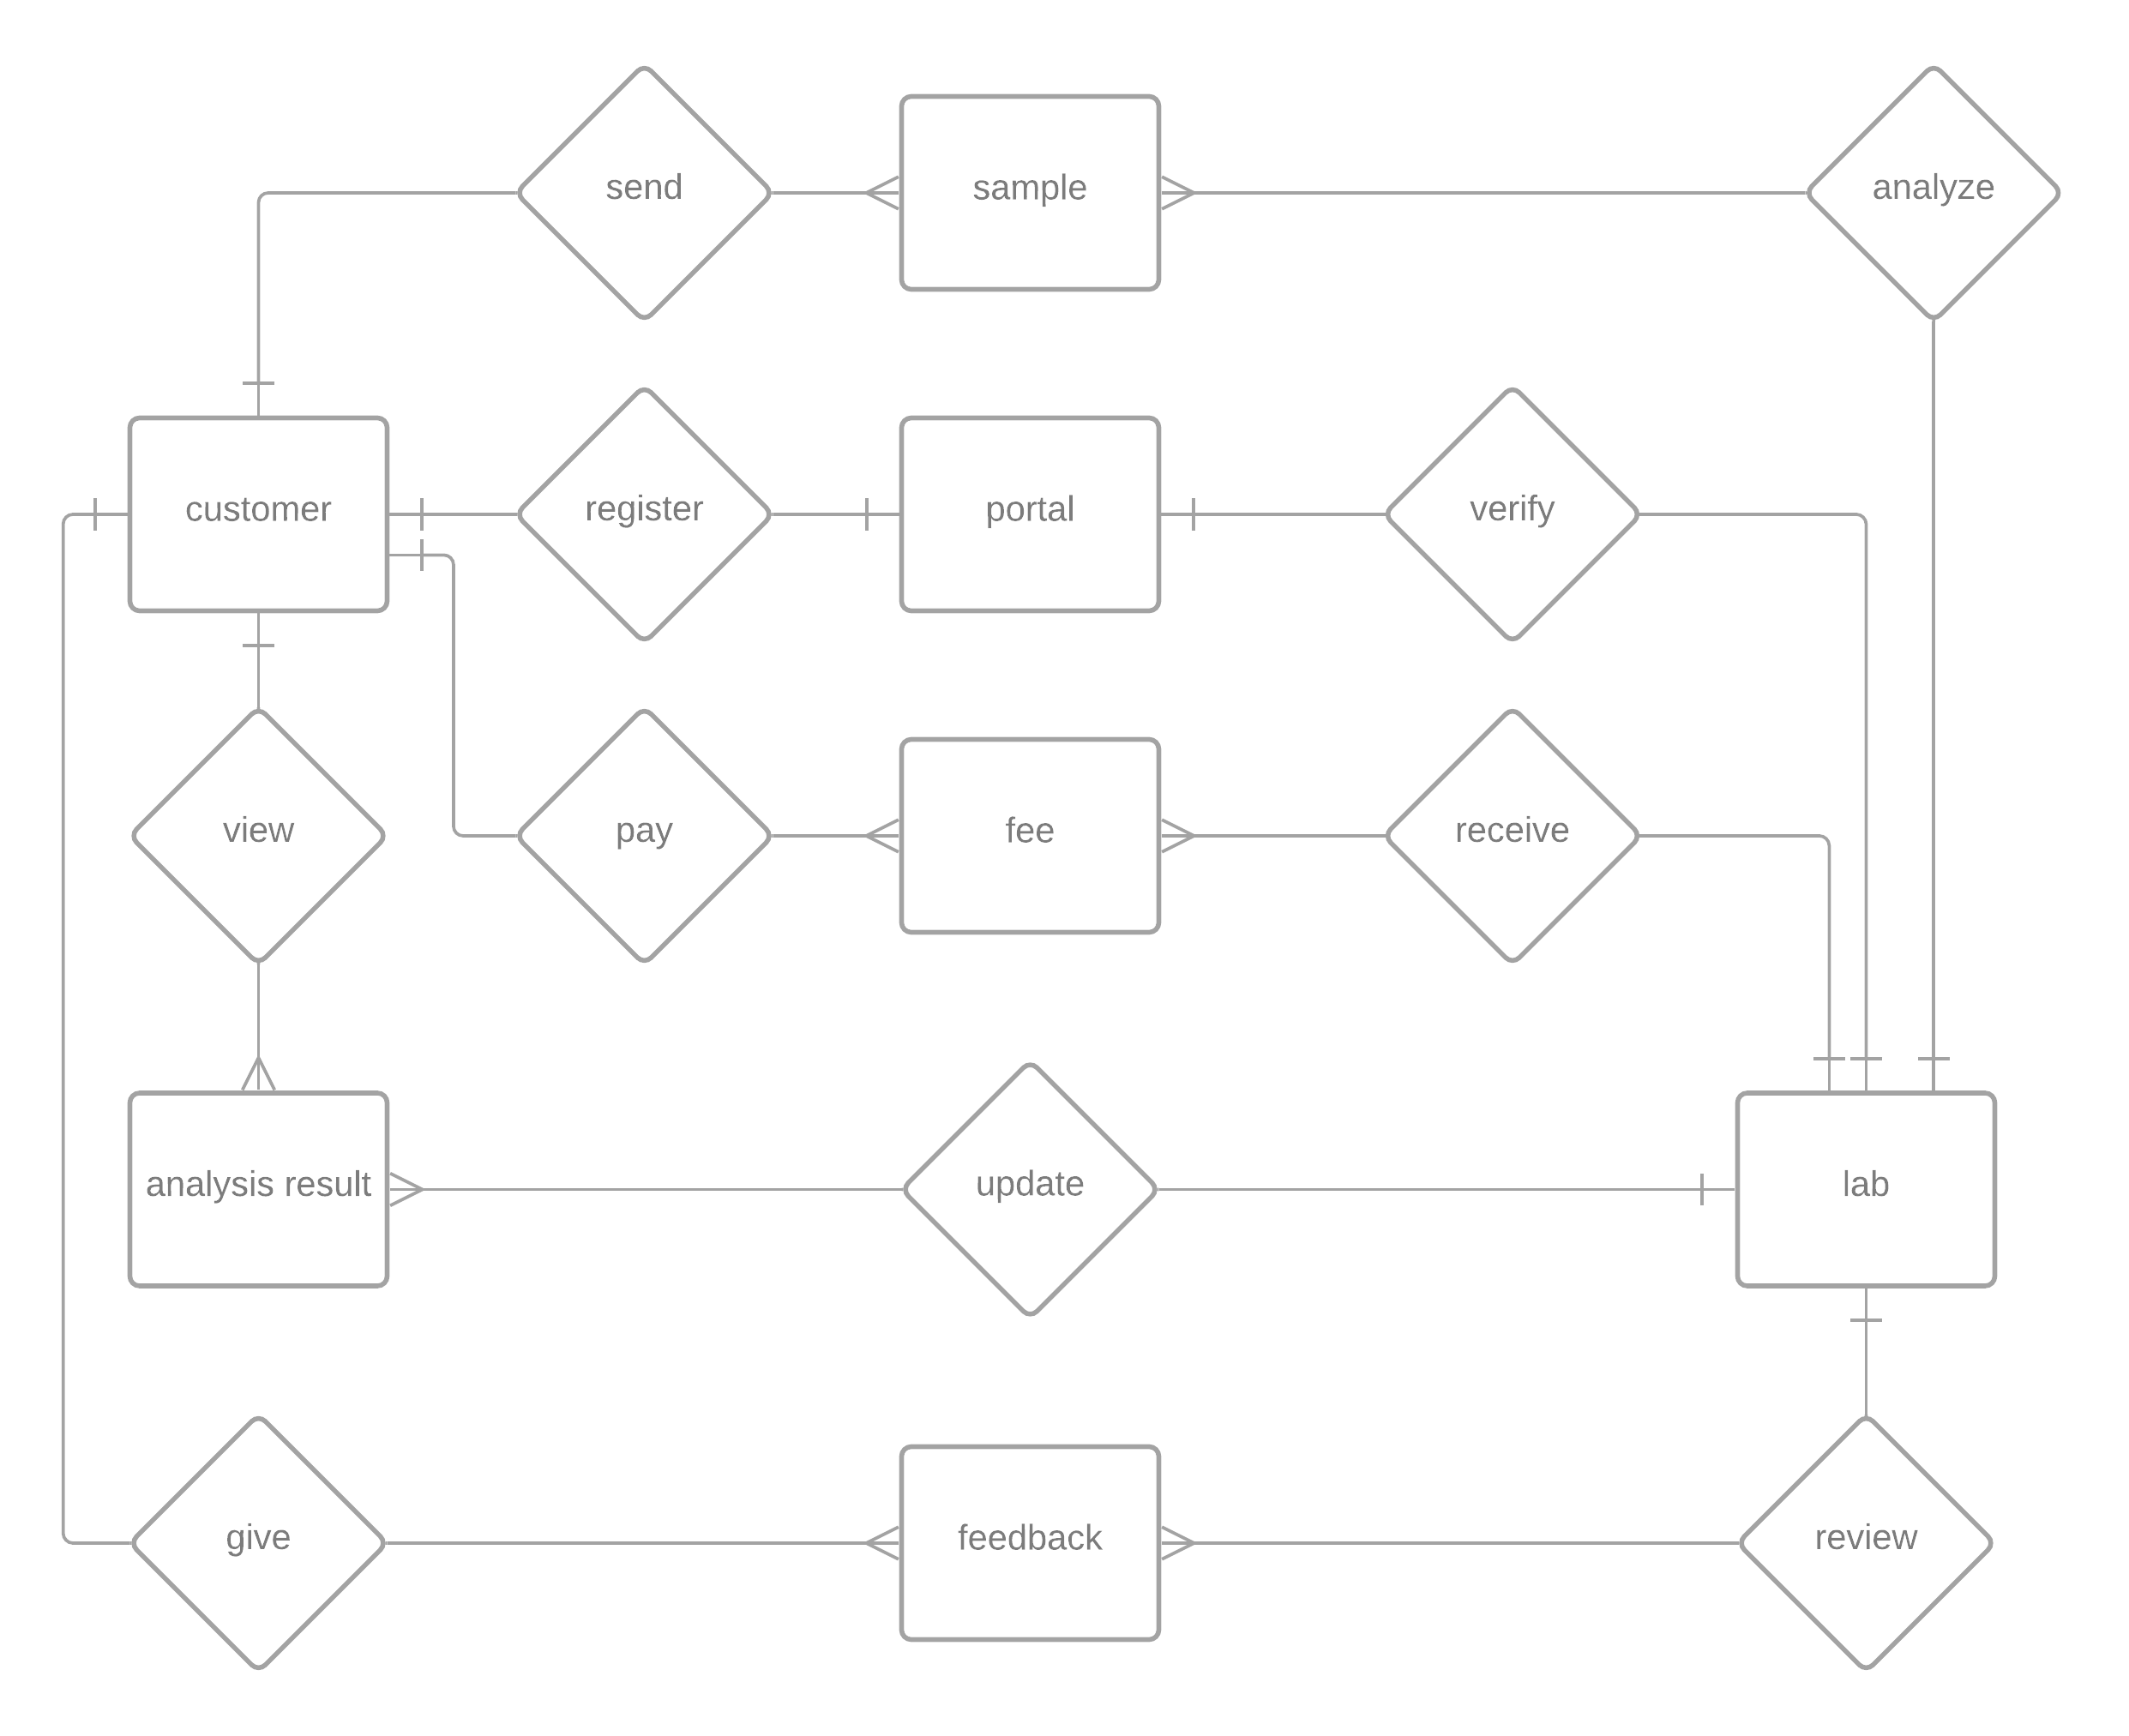 send
sample
analyze
customer
register
portal
verify
view
pay
fee
receive
analysis result
update
lab
give
feedback
review